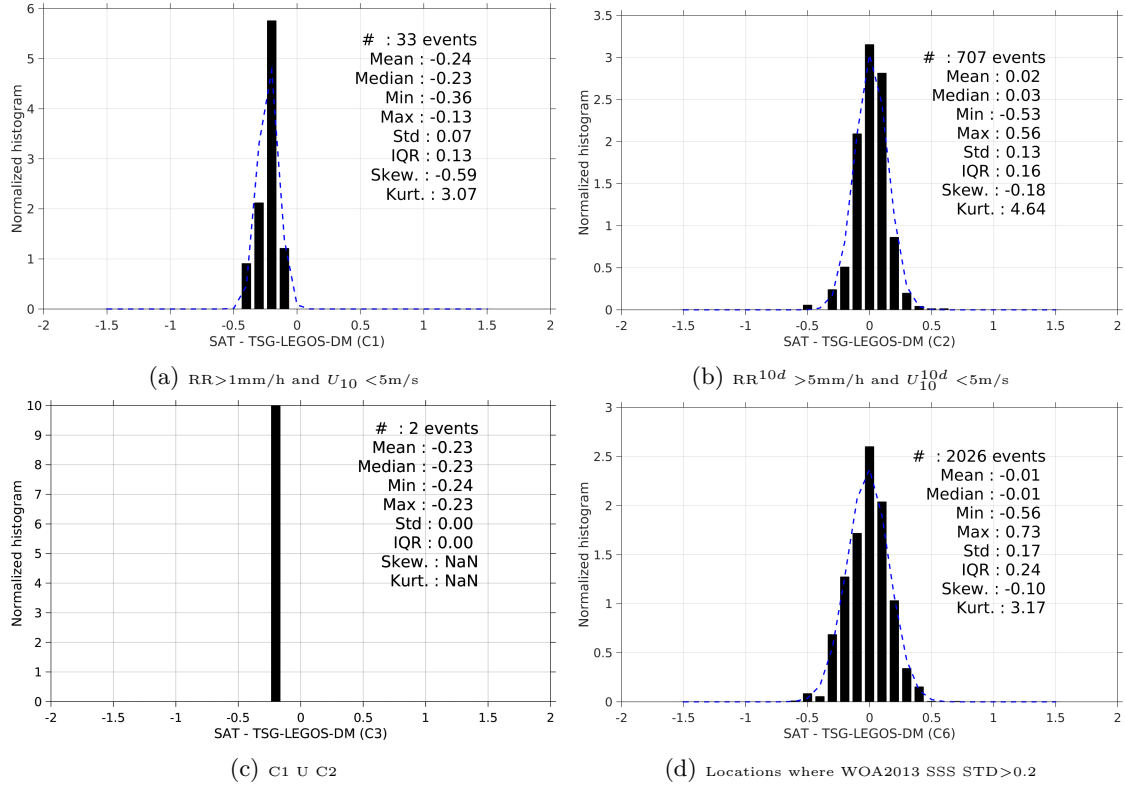 6
5
4
3
2
1
0
Normalized histogram
# : 33 events
Mean : -0.24
Median : -0.23
Min : -0.36
Max : -0.13
Std : 0.07
IQR : 0.13
Skew. : -0.59
Kurt. : 3.07
-2 -1.5 -1 -0.5 0 0.5 1 1.5 2
SAT - TSG-LEGOS-DM (C1)
(a) RR>1mm/h and U10 <5m/s
3.5
3
2.5
2
1.5
1
0.5
0
Normalized histogram
# : 707 events
Mean : 0.02
Median : 0.03
Min : -0.53
Max : 0.56
Std : 0.13
IQR : 0.16
Skew. : -0.18
Kurt. : 4.64
-2 -1.5 -1 -0.5 0 0.5 1 1.5 2
SAT - TSG-LEGOS-DM (C2)
(b) RR^10d >5mm/h and U10^10d <5m/s
10
9
8
7
6
5
4
3
2
1
0
Normalized histogram
# : 2 events
Mean : -0.23
Median : -0.23
Min : -0.24
Max : -0.23
Std : 0.00
IQR : 0.00
Skew. : NaN
Kurt. : NaN
-2 -1.5 -1 -0.5 0 0.5 1 1.5 2
SAT - TSG-LEGOS-DM (C3)
(c) C1 U C2
3
2.5
2
1.5
1
0.5
0
Normalized histogram
# : 2026 events
Mean : -0.01
Median : -0.01
Min : -0.56
Max : 0.73
Std : 0.17
IQR : 0.24
Skew. : -0.10
Kurt. : 3.17
-2 -1.5 -1 -0.5 0 0.5 1 1.5 2
SAT - TSG-LEGOS-DM (C6)
(d) Locations where WOA2013 SSS STD>0.2